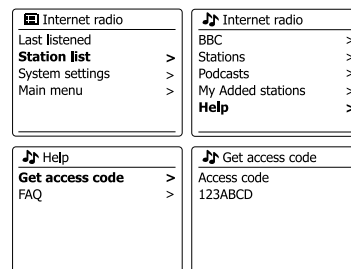 Internet radio
Last listened
Station list >
System settings >
Main menu >
Internet radio
BBC >
Stations >
Podcasts >
My Added stations >
Help >
Help
Get access code >
FAQ >
Get access code
Access code
123ABCD